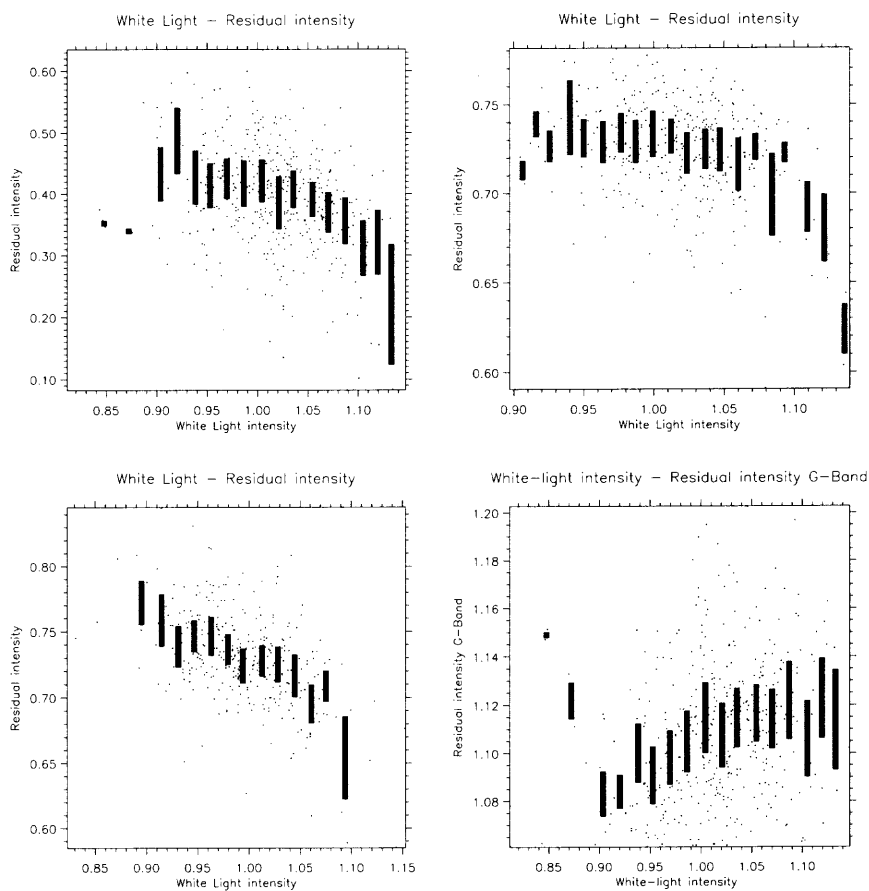 White Light – Residual intensity
0.60
0.50
0.40
0.30
0.20
0.10
Residual intensity
0.85 0.90 0.95 1.00 1.05 1.10
White Light intensity
White Light – Residual intensity
0.75
0.70
0.65
0.60
Residual intensity
0.90 0.95 1.00 1.05 1.10
White Light intensity
White Light – Residual intensity
0.80
0.75
0.70
0.65
0.60
Residual intensity
0.85 0.90 0.95 1.00 1.05 1.10 1.15
White Light intensity
White-light intensity – Residual intensity G-Band
1.20
1.18
1.16
1.14
1.12
1.10
1.08
Residual intensity G-Band
0.85 0.90 0.95 1.00 1.05 1.10
White-light intensity